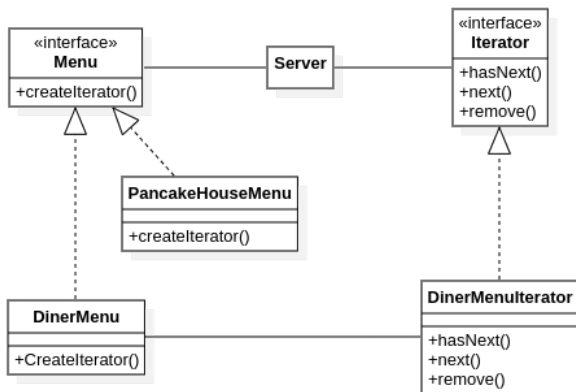 «interface»
Menu
+createIterator()
Server
«interface»
Iterator
+hasNext()
+next()
+remove()
PancakeHouseMenu
+createIterator()
DinerMenu
+CreateIterator()
DinerMenuIterator
+hasNext()
+next()
+remove()